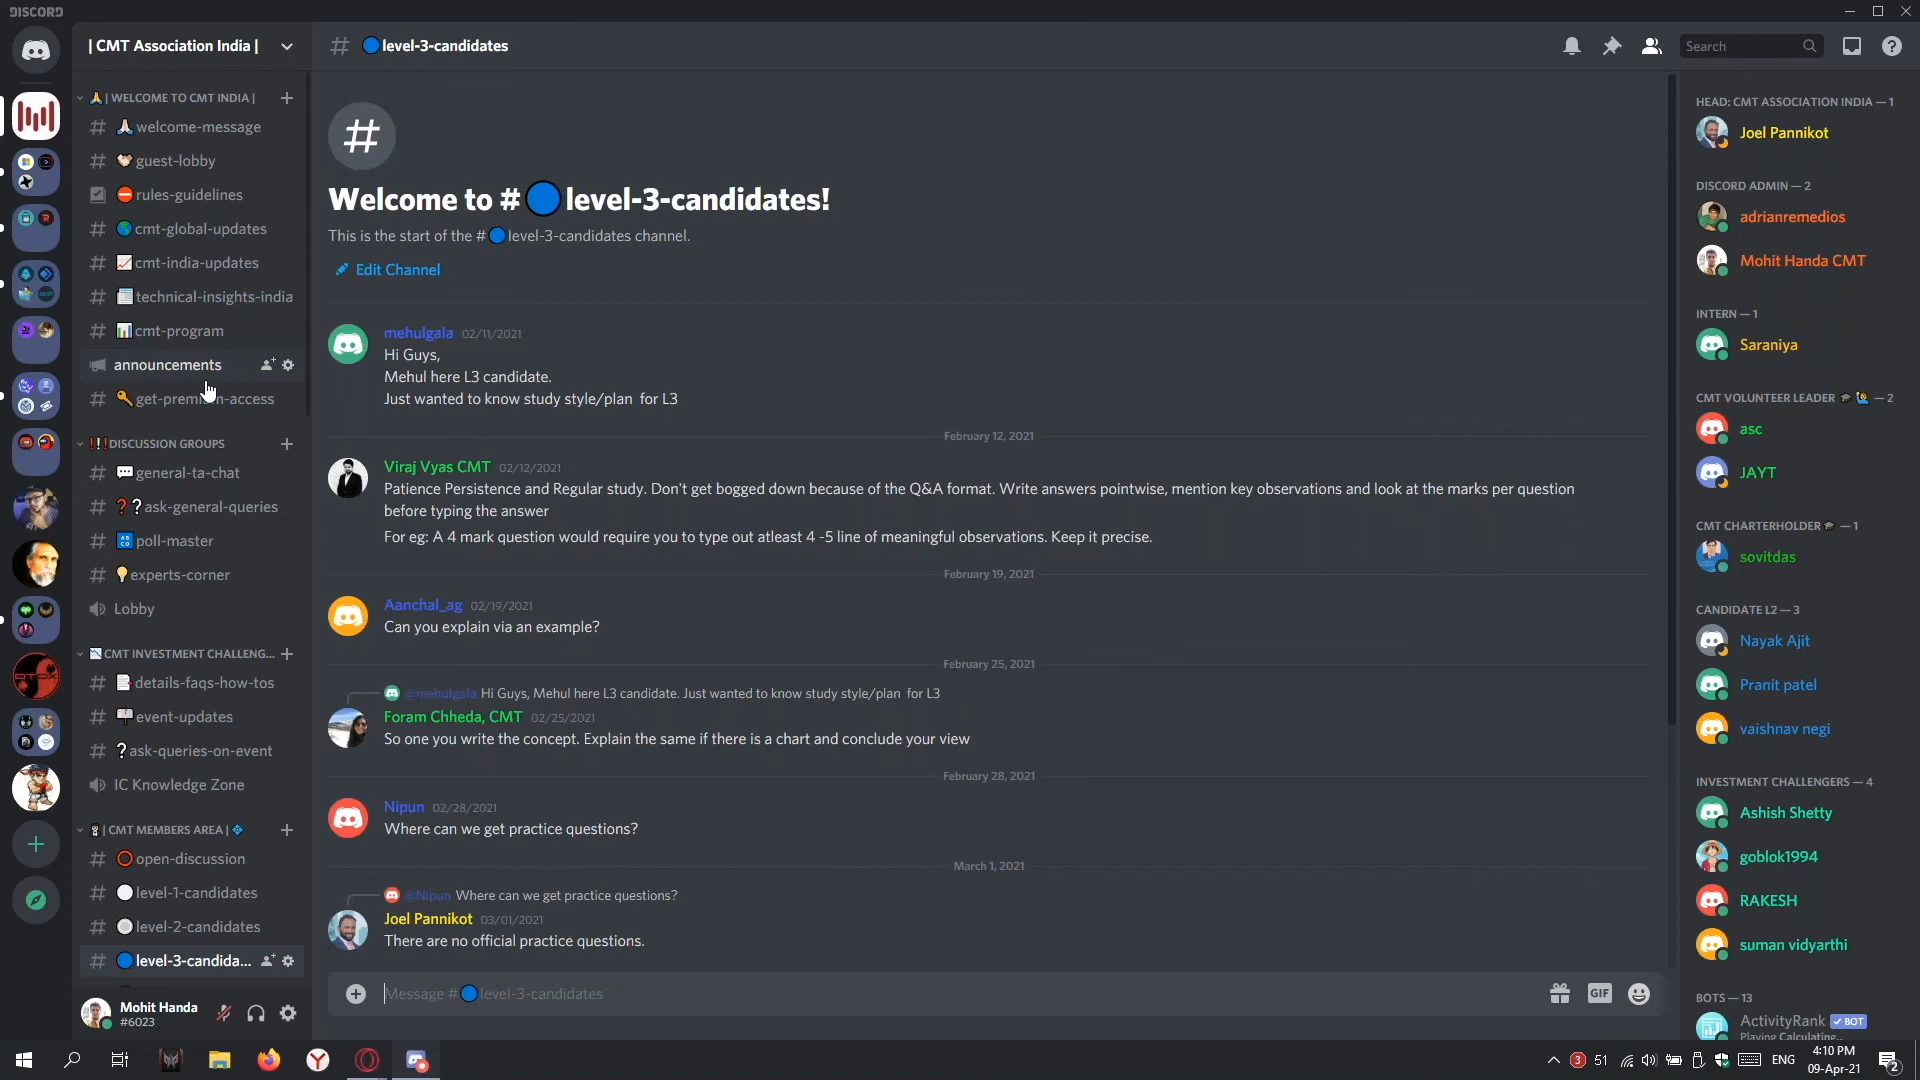 DISCORD
| CMT Association India |
| WELCOME TO CMT INDIA |
welcome-message
guest-lobby
rules-guidelines
cmt-global-updates
cmt-india-updates
technical-insights-india
cmt-program
announcements
get-premium-access
DISCUSSION GROUPS
general-ta-chat
ask-general-queries
poll-master
experts-corner
Lobby
CMT INVESTMENT CHALLENG...
details-faqs-how-tos
event-updates
ask-queries-on-event
IC Knowledge Zone
| CMT MEMBERS AREA |
open-discussion
level-1-candidates
level-2-candidates
level-3-candida...
Mohit Handa
#6023
level-3-candidates
Search
Welcome to # level-3-candidates!
This is the start of the # level-3-candidates channel.
Edit Channel
mehulgala 02/11/2021
Hi Guys,
Mehul here L3 candidate.
Just wanted to know study style/plan for L3
February 12, 2021
Viraj Vyas CMT 02/12/2021
Patience Persistence and Regular study. Don't get bogged down because of the Q&A format. Write answers pointwise, mention key observations and look at the marks per question
before typing the answer
For eg: A 4 mark question would require you to type out atleast 4 -5 line of meaningful observations. Keep it precise.
February 19, 2021
Aanchal_ag 02/19/2021
Can you explain via an example?
February 25, 2021
@mehulgala Hi Guys, Mehul here L3 candidate. Just wanted to know study style/plan for L3
Foram Chheda, CMT 02/25/2021
So one you write the concept. Explain the same if there is a chart and conclude your view
February 28, 2021
Nipun 02/28/2021
Where can we get practice questions?
March 1, 2021
@Nipun Where can we get practice questions?
Joel Pannikot 03/01/2021
There are no official practice questions.
Message # level-3-candidates
GIF
HEAD: CMT ASSOCIATION INDIA — 1
Joel Pannikot
DISCORD ADMIN — 2
adrianremedios
Mohit Handa CMT
INTERN — 1
Saraniya
CMT VOLUNTEER LEADER — 2
asc
JAYT
CMT CHARTERHOLDER — 1
sovitdas
CANDIDATE L2 — 3
Nayak Ajit
Pranit patel
vaishnav negi
INVESTMENT CHALLENGERS — 4
Ashish Shetty
goblok1994
RAKESH
suman vidyarthi
BOTS — 13
ActivityRank BOT
Playing Calculating..
3 51 ENG 4:10 PM
09-Apr-21
2